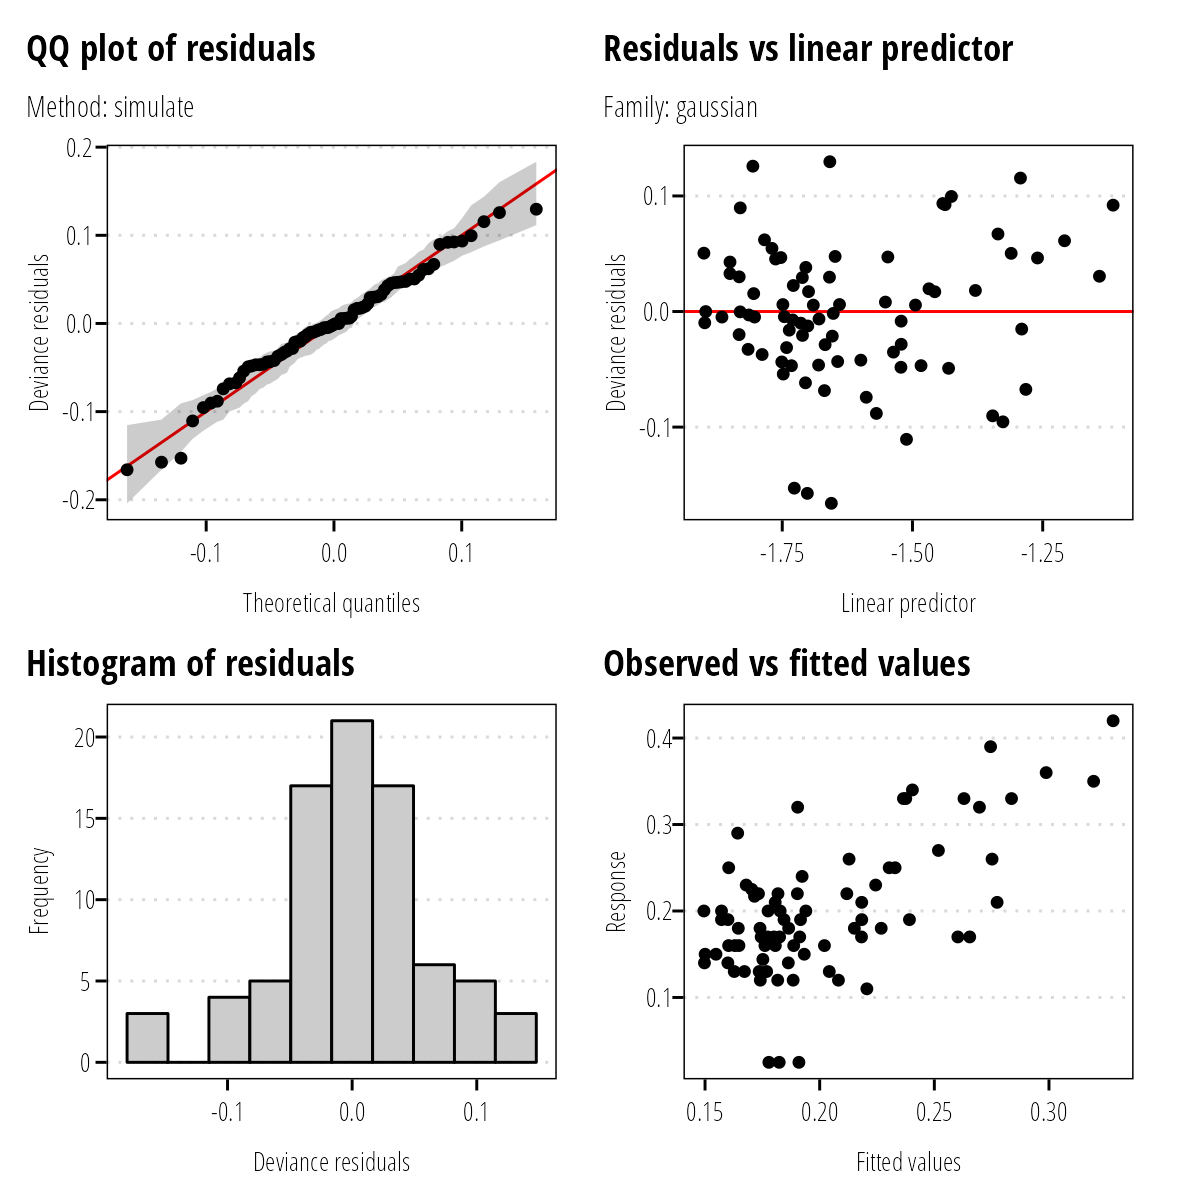 QQ plot of residuals
Method: simulate
0.2
0.1
0.0
-0.1
-0.2
Deviance residuals
-0.1 0.0 0.1
Theoretical quantiles
Residuals vs linear predictor
Family: gaussian
0.1
0.0
-0.1
Deviance residuals
-1.75 -1.50 -1.25
Linear predictor
Histogram of residuals
20
15
10
5
0
Frequency
-0.1 0.0 0.1
Deviance residuals
Observed vs fitted values
0.4
0.3
0.2
0.1
Response
0.15 0.20 0.25 0.30
Fitted values